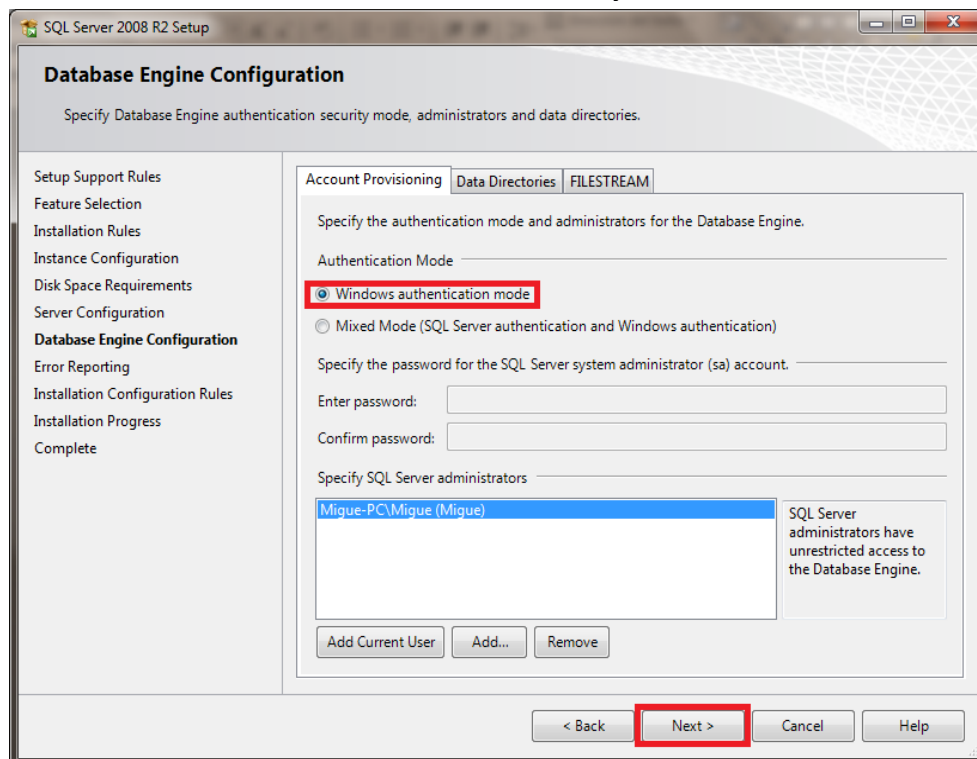 SQL Server 2008 R2 Setup
Database Engine Configuration
Specify Database Engine authentication security mode, administrators and data directories.
Setup Support Rules
Feature Selection
Installation Rules
Instance Configuration
Disk Space Requirements
Server Configuration
Database Engine Configuration
Error Reporting
Installation Configuration Rules
Installation Progress
Complete
Account Provisioning
Data Directories
FILESTREAM
Specify the authentication mode and administrators for the Database Engine.
Authentication Mode
Windows authentication mode
Mixed Mode (SQL Server authentication and Windows authentication)
Specify the password for the SQL Server system administrator (sa) account.
Enter password:
Confirm password:
Specify SQL Server administrators
Migue-PC\Migue (Migue)
SQL Server
administrators have
unrestricted access to
the Database Engine.
Add Current User
Add...
Remove
< Back
Next >
Cancel
Help